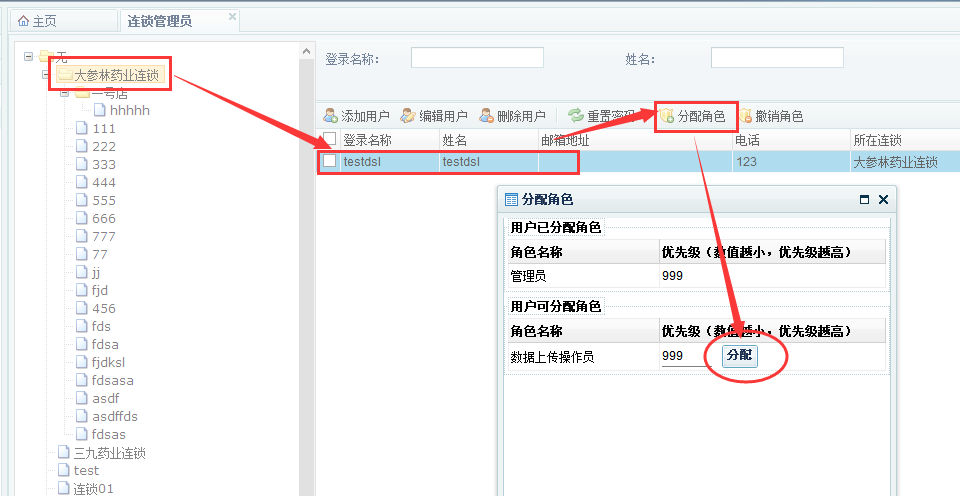 主页
连锁管理员
无
大参林药业连锁
一号店
hhhhh
111
222
333
444
555
666
777
77
jj
fjd
456
fds
fdsa
fjdksl
fdsasa
asdf
asdffds
fdsas
三九药业连锁
test
连锁01
登录名称： 姓名：
添加用户 编辑用户 删除用户 重置密码 分配角色 撤销角色
登录名称 姓名 邮箱地址 电话 所在连锁
testdsl testdsl 123 大参林药业连锁
分配角色
用户已分配角色
角色名称 优先级（数值越小，优先级越高）
管理员 999
用户可分配角色
角色名称 优先级（数值越小，优先级越高）
数据上传操作员 999 分配